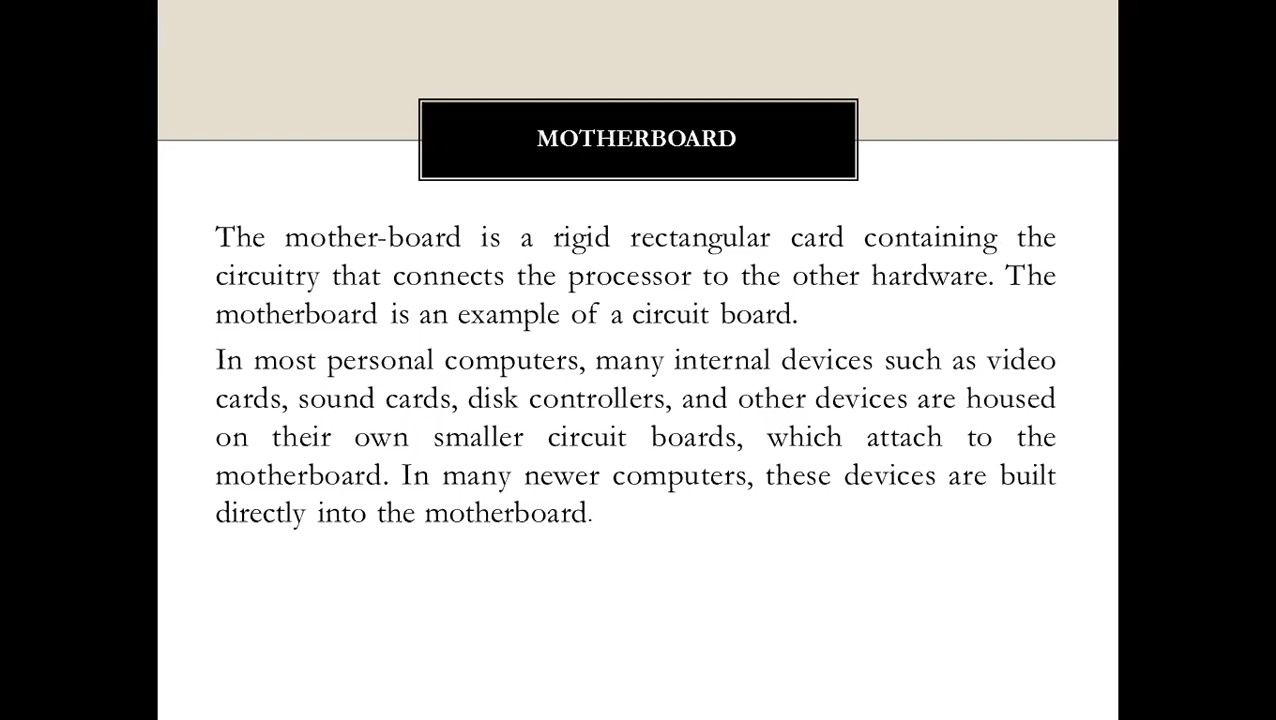 MOTHERBOARD
The mother-board is a rigid rectangular card containing the
circuitry that connects the processor to the other hardware. The
motherboard is an example of a circuit board.
In most personal computers, many internal devices such as video
cards, sound cards, disk controllers, and other devices are housed
on their own smaller circuit boards, which attach to the
motherboard. In many newer computers, these devices are built
directly into the motherboard.